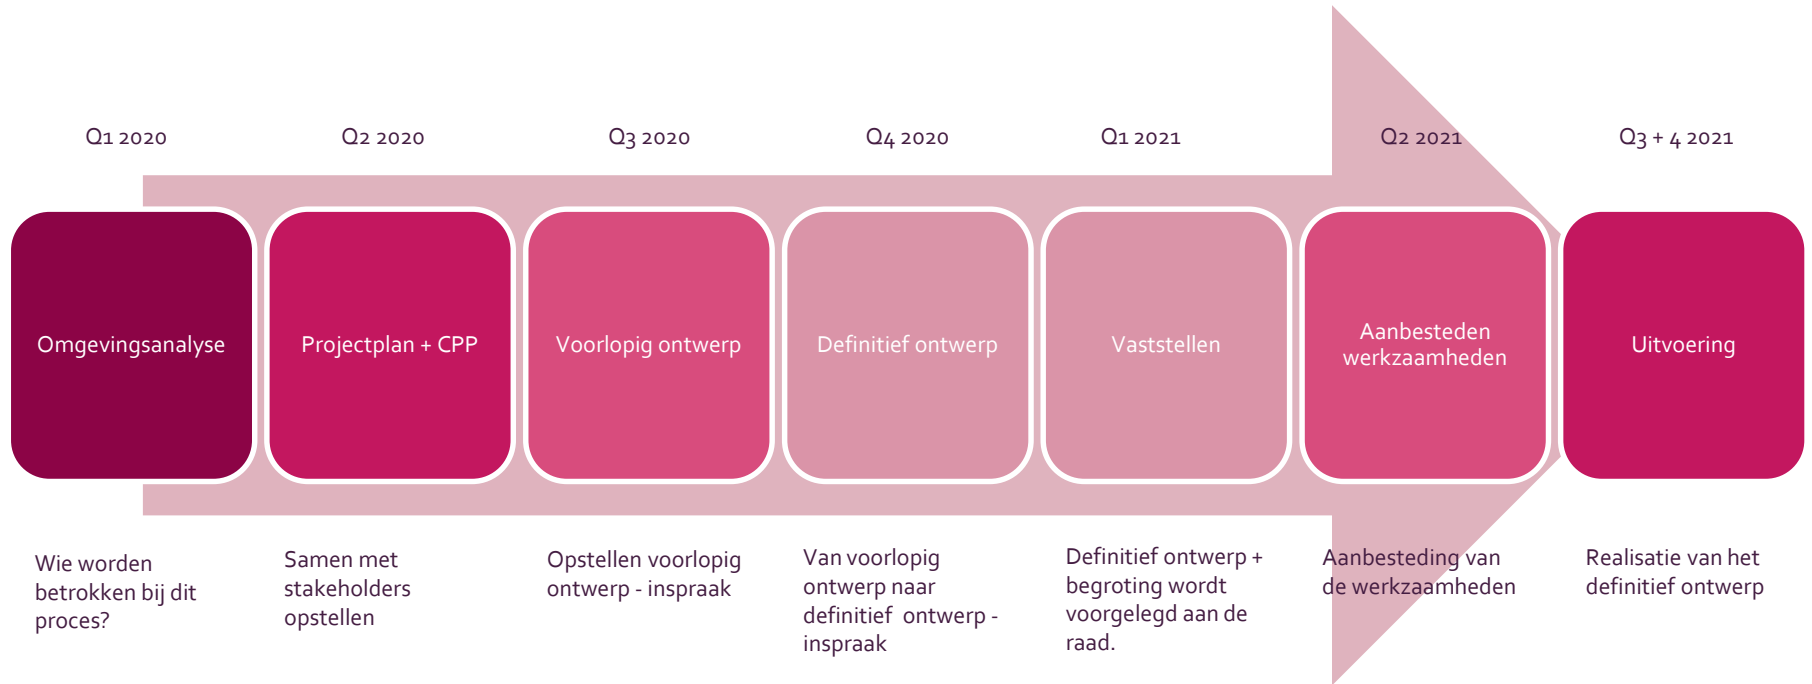 Q1 2020
Q2 2020
Q3 2020
Q4 2020
Q1 2021
Q2 2021
Q3 + 4 2021
Omgevingsanalyse
Projectplan + CPP
Voorlopig ontwerp
Definitief ontwerp
Vaststellen
Aanbesteden
werkzaamheden
Uitvoering
Wie worden
betrokken bij dit
proces?
Samen met
stakeholders
opstellen
Opstellen voorlopig
ontwerp - inspraak
Van voorlopig
ontwerp naar
definitief ontwerp -
inspraak
Definitief ontwerp +
begroting wordt
voorgelegd aan de
raad.
Aanbesteding van
de werkzaamheden
Realisatie van het
definitief ontwerp